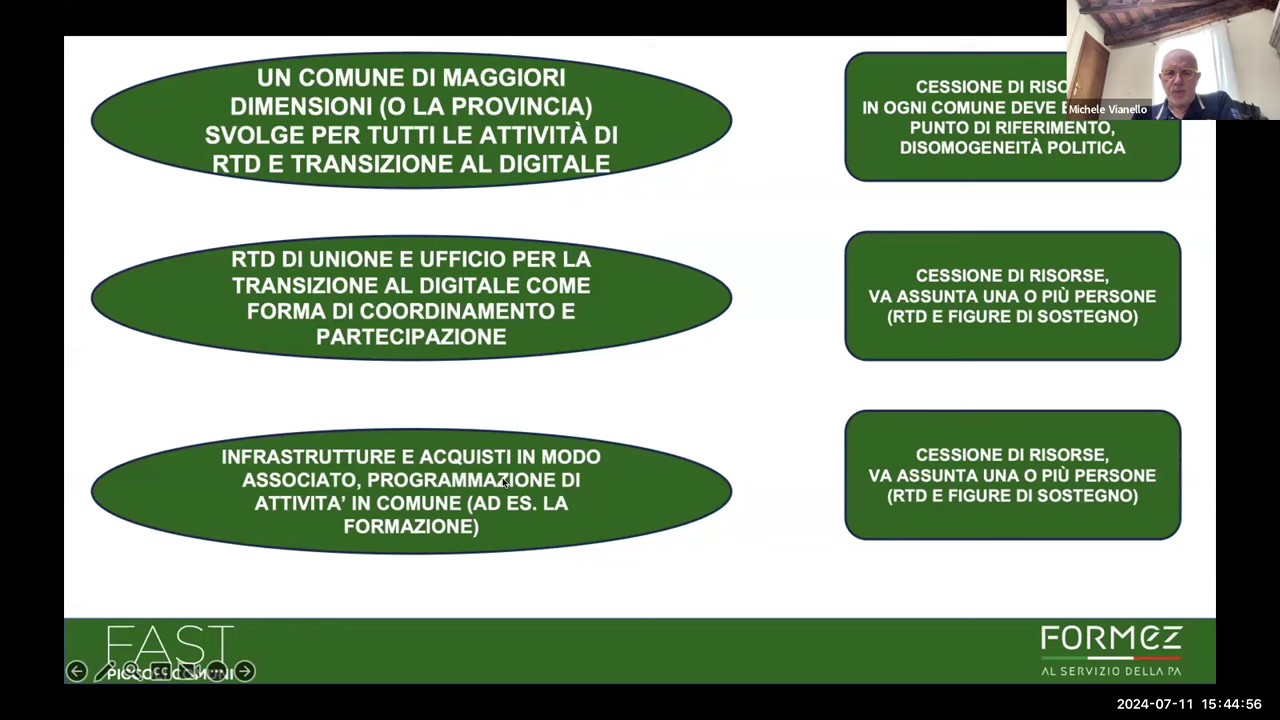 UN COMUNE DI MAGGIORI
DIMENSIONI (O LA PROVINCIA)
SVOLGE PER TUTTI LE ATTIVITÀ DI
RTD E TRANSIZIONE AL DIGITALE
CESSIONE DI
IN OGNI COMUNE DEVE
PUNTO DI RIFERIMENTO,
DISOMOGENEITÀ POLITICA
Michele Vianello
RTD DI UNIONE E UFFICIO PER LA
TRANSIZIONE AL DIGITALE COME
FORMA DI COORDINAMENTO E
PARTECIPAZIONE
CESSIONE DI RISORSE,
VA ASSUNTA UNA O PIÙ PERSONE
(RTD E FIGURE DI SOSTEGNO)
INFRASTRUTTURE E ACQUISTI IN MODO
ASSOCIATO, PROGRAMMAZIONE DI
ATTIVITA' IN COMUNE (AD ES. LA
FORMAZIONE)
CESSIONE DI RISORSE,
VA ASSUNTA UNA O PIÙ PERSONE
(RTD E FIGURE DI SOSTEGNO)
FAST
PICCOLI COMUNI
FORMEZ
AL SERVIZIO DELLA PA
2024-07-11 15:44:56